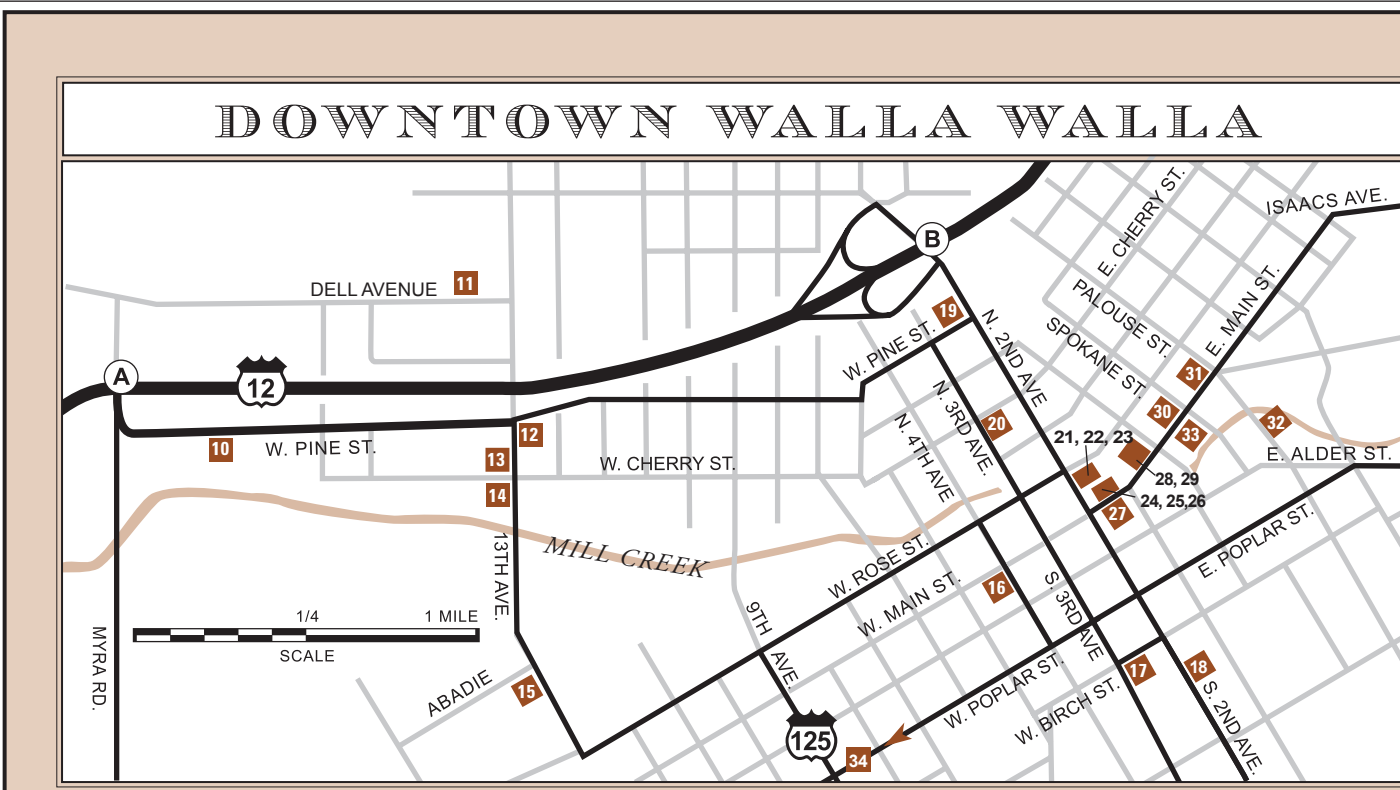 DOWNTOWN WALLA WALLA
E. CHERRY ST.
ISAACS AVE.
B
DELL AVENUE
11
PALOUSE ST.
E. MAIN ST.
19
N. 2ND AVE
W. PINE ST.
SPOKANE ST.
A
12
31
N. 3RD AVE.
30
20
32
12
33
10
W. PINE ST.
N. 4TH AVE
21, 22, 23
13
W. CHERRY ST.
E. ALDER ST.
28, 29
14
24, 25,26
27
13TH AVE.
MILL CREEK
E. POPLAR ST.
W. ROSE ST.
16
W. MAIN ST.
S. 3RD AVE
1/4
1 MILE
9TH AVE.
SCALE
MYRA RD.
17
18
ABADIE
15
W. POPLAR ST.
W. BIRCH ST.
S. 2ND AVE.
125
34